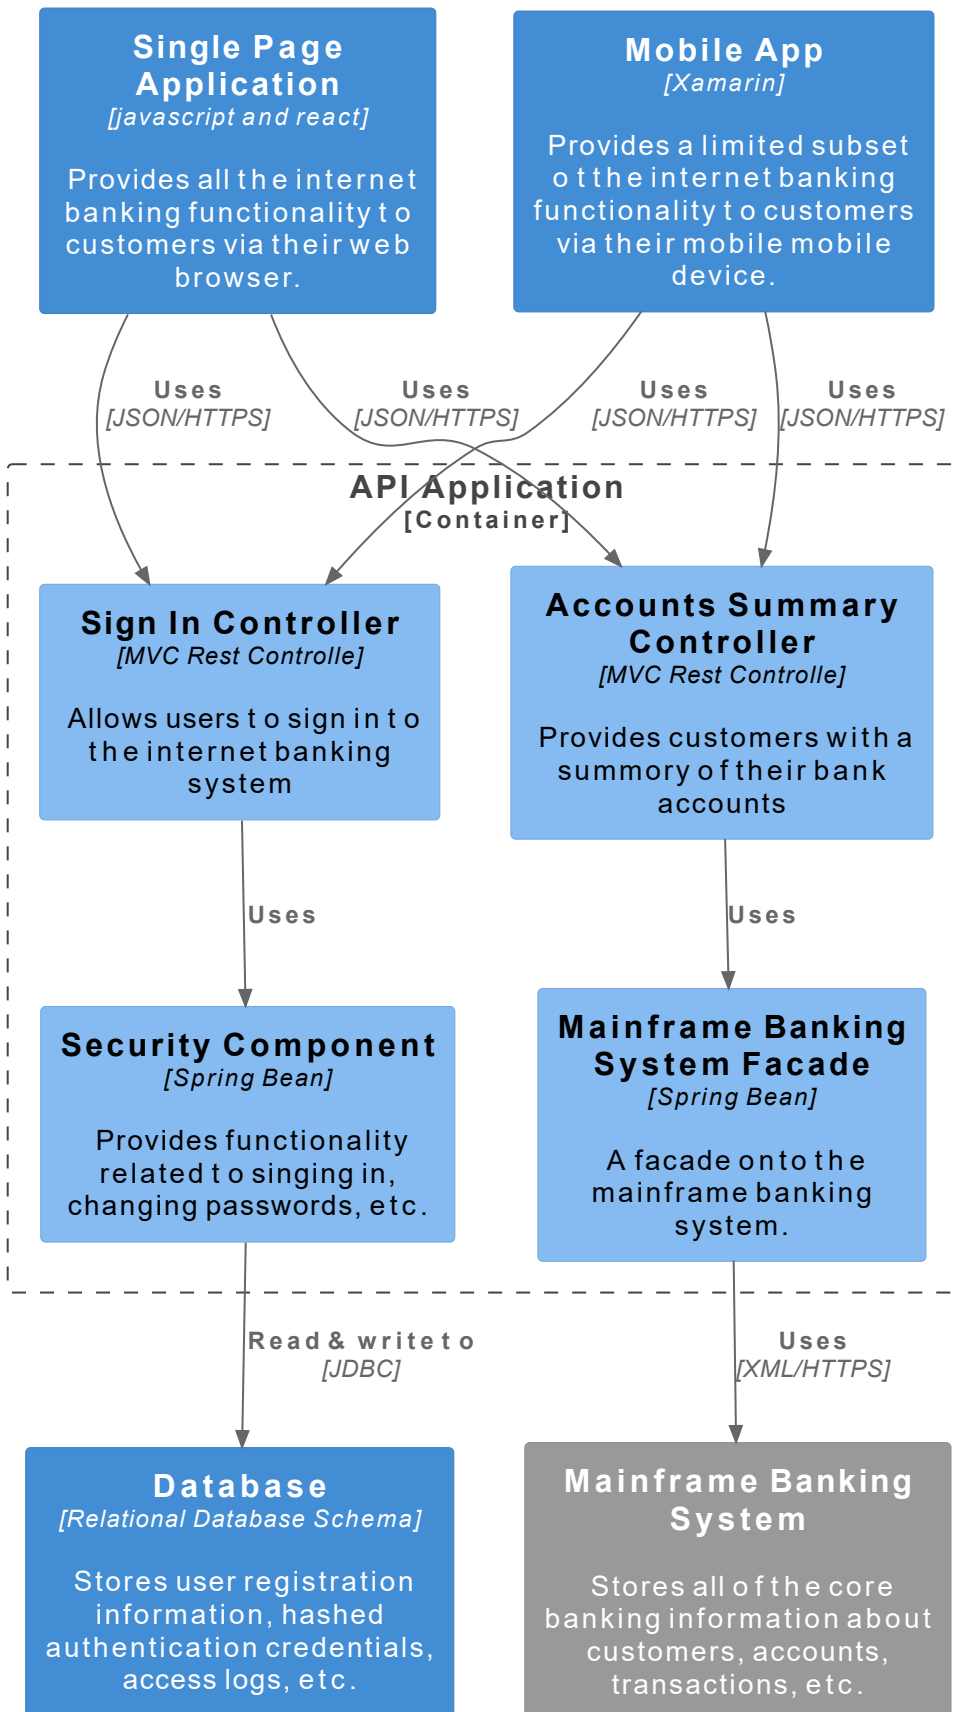 Single Page
Application
[javascript and react]
Provides all the internet
banking functionality to
customers via their web
browser.
Mobile App
[Xamarin]
Provides a limited subset
ot the internet banking
functionality to customers
via their mobile mobile
device.
Uses
[JSON/HTTPS]
Uses
[JSON/HTTPS]
Uses
[JSON/HTTPS]
Uses
[JSON/HTTPS]
API Application
[Container]
Sign In Controller
[MVC Rest Controlle]
Allows users to sign in to
the internet banking
system
Accounts Summary
Controller
[MVC Rest Controlle]
Provides customers with a
summory of their bank
accounts
Uses
Uses
Security Component
[Spring Bean]
Provides functionality
related to singing in,
changing passwords, etc.
Mainframe Banking
System Facade
[Spring Bean]
A facade onto the
mainframe banking
system.
Read & write to
[JDBC]
Uses
[XML/HTTPS]
Database
[Relational Database Schema]
Stores user registration
information, hashed
authentication credentials,
access logs, etc.
Mainframe Banking
System
Stores all of the core
banking information about
customers, accounts,
transactions, etc.